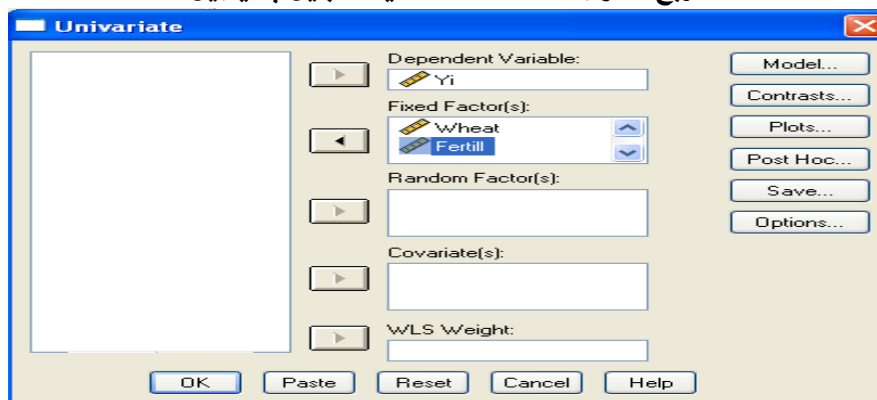 Univariate
Dependent Variable:
Yi
Fixed Factor(s):
Wheat
Fertill
Random Factor(s):
Covariate(s):
WLS Weight:
Model...
Contrasts...
Plots...
Post Hoc...
Save...
Options...
OK
Paste
Reset
Cancel
Help